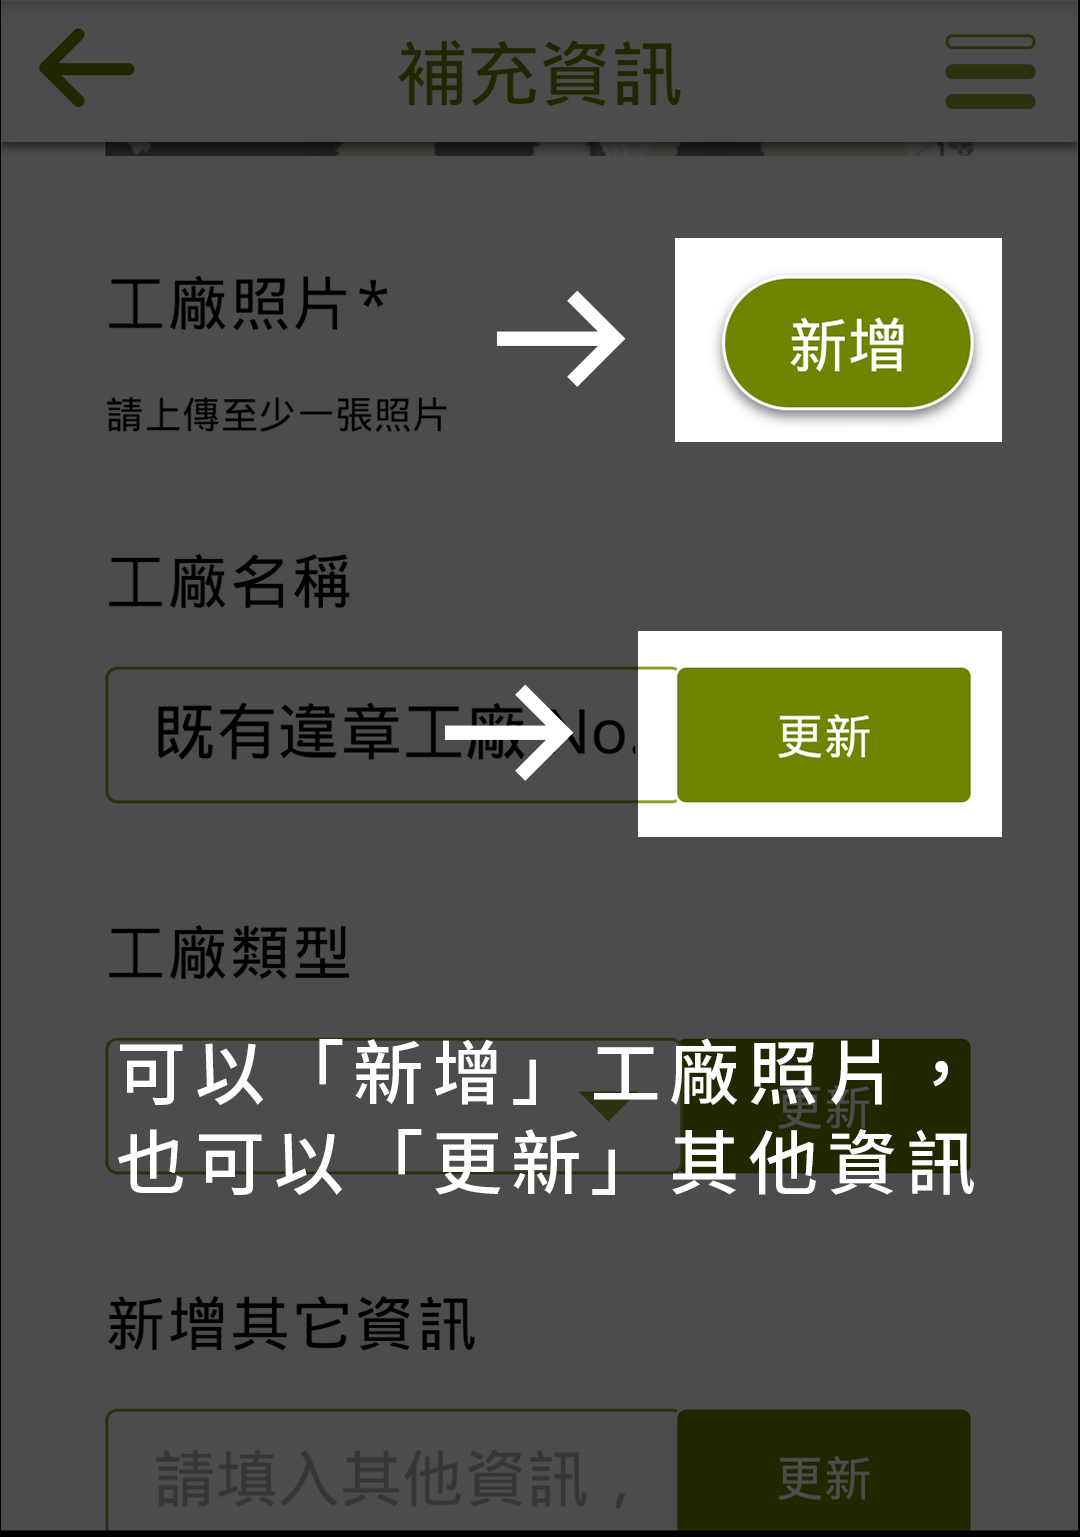 補充資訊
工廠照片*
新增
請上傳至少一張照片
工廠名稱
既有違章工廠 No.
更新
工廠類型
更新
可以「新增」工廠照片，
也可以「更新」其他資訊
新增其它資訊
請填入其他資訊，
更新